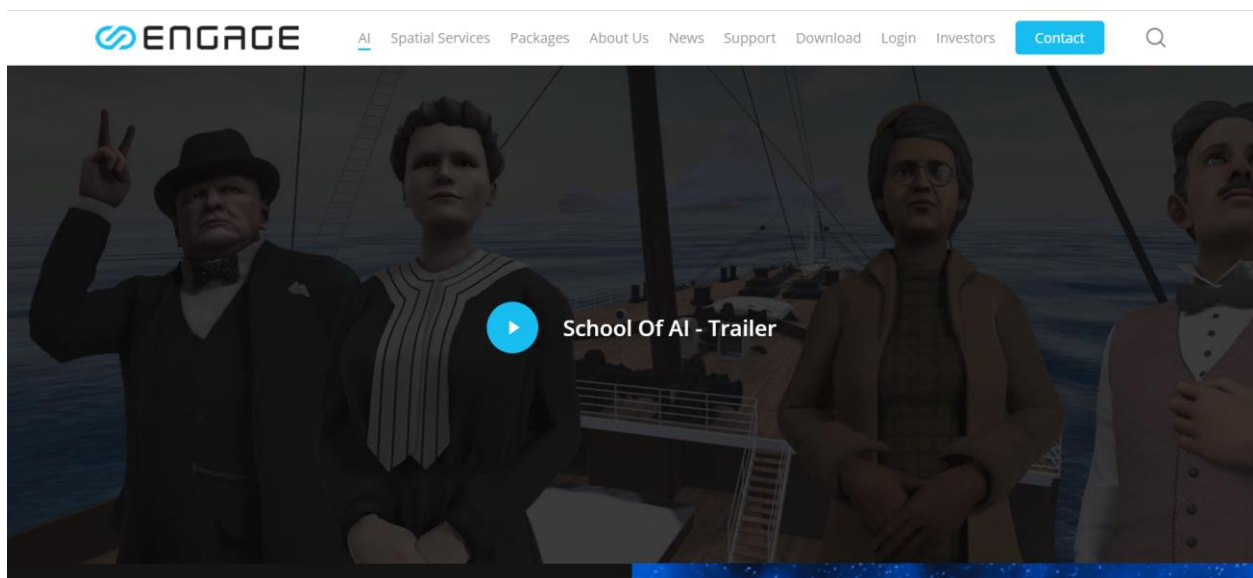 ENGAGE
AI Spatial Services Packages About Us News Support Download Login Investors Contact
School Of AI - Trailer